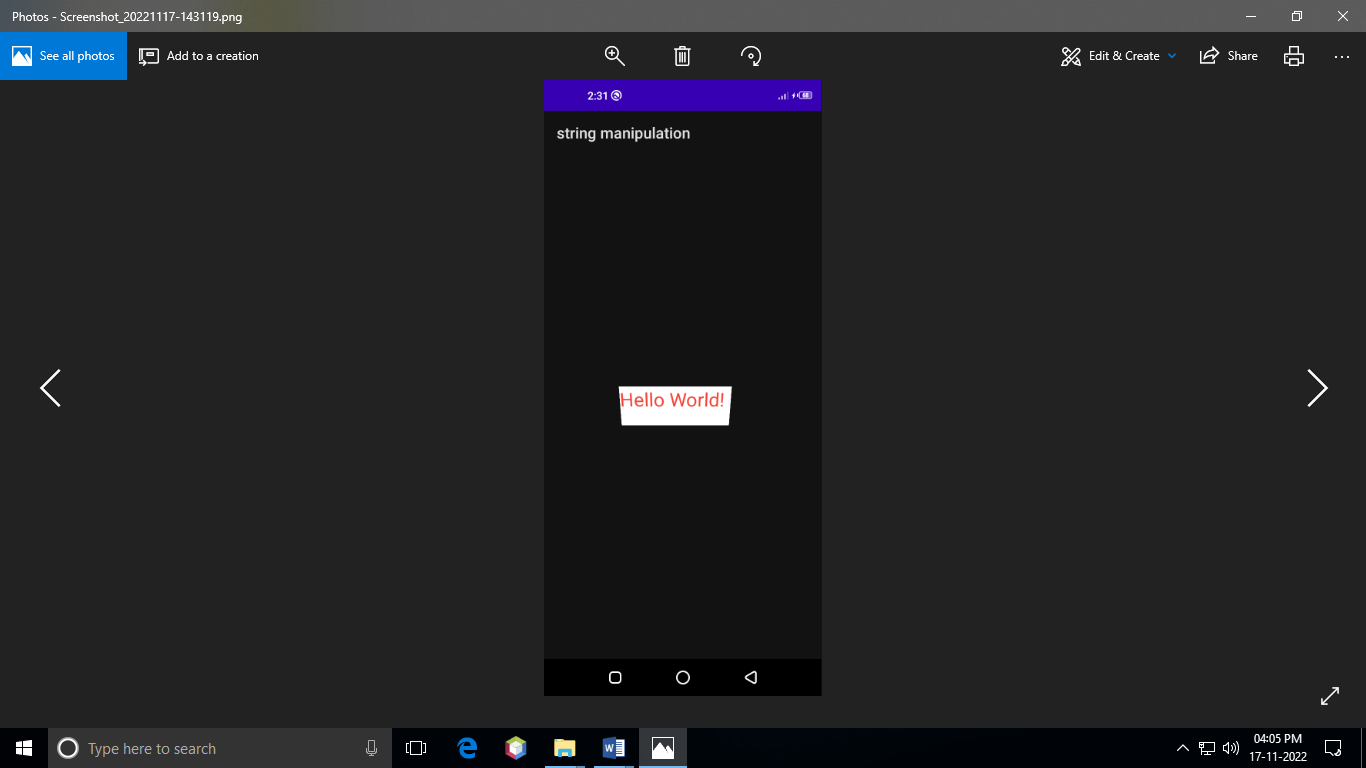 Photos - Screenshot_20221117-143119.png
See all photos
Add to a creation
Edit & Create
Share
2:31
68
string manipulation
Hello World!
Type here to search
04:05 PM
17-11-2022